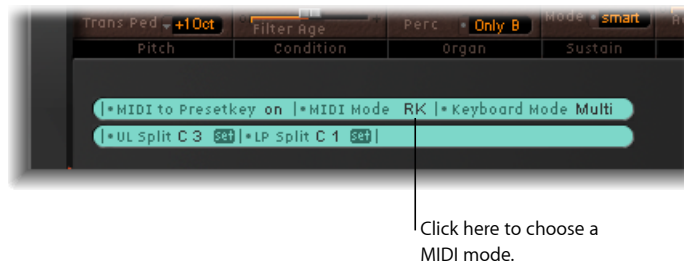 Trans Ped +1Oct Filter Age Perc Only B Mode smart
Pitch Condition Organ Sustain
MIDI to Presetkey on MIDI Mode RK Keyboard Mode Multi
UL Split C 3 set LP Split C 1 set
Click here to choose a
MIDI mode.